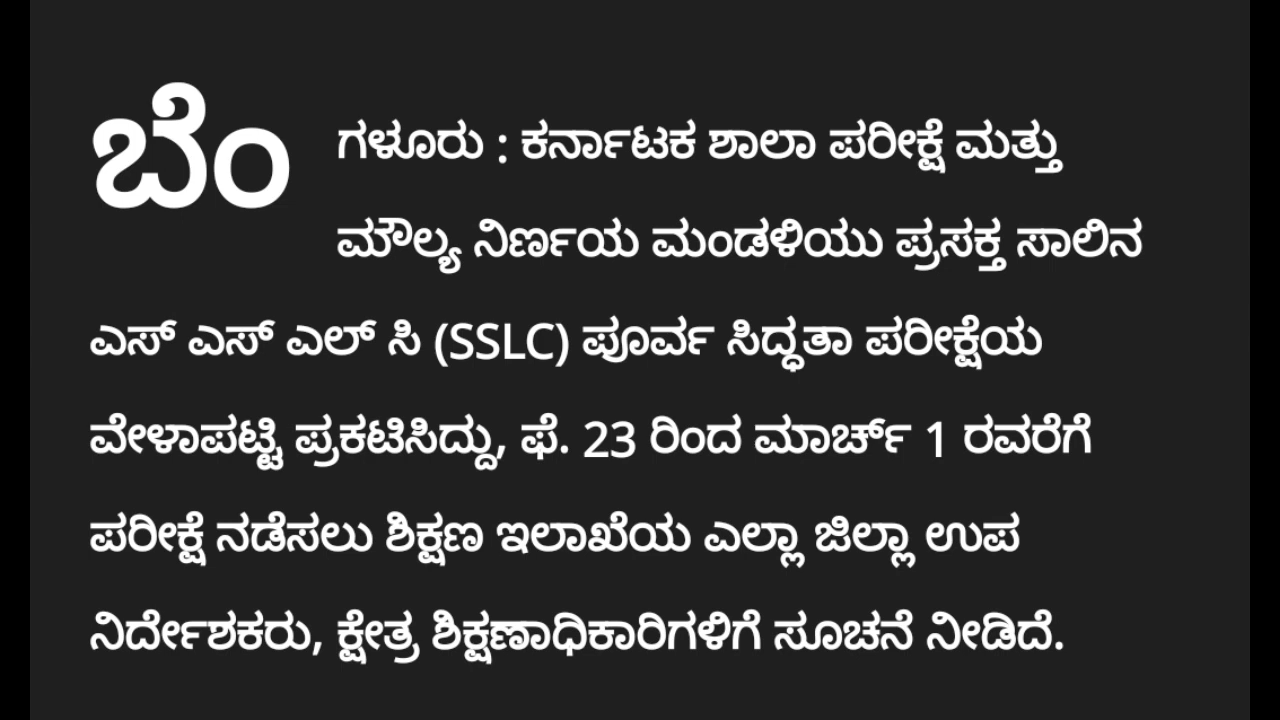 ಬೆಂಗಳೂರು : ಕರ್ನಾಟಕ ಶಾಲಾ ಪರೀಕ್ಷೆ ಮತ್ತು
ಮೌಲ್ಯ ನಿರ್ಣಯ ಮಂಡಳಿಯು ಪ್ರಸಕ್ತ ಸಾಲಿನ
ಎಸ್ ಎಸ್ ಎಲ್ ಸಿ (SSLC) ಪೂರ್ವ ಸಿದ್ಧತಾ ಪರೀಕ್ಷೆಯ
ವೇಳಾಪಟ್ಟಿ ಪ್ರಕಟಿಸಿದ್ದು, ಫೆ. 23 ರಿಂದ ಮಾರ್ಚ್ 1 ರವರೆಗೆ
ಪರೀಕ್ಷೆ ನಡೆಸಲು ಶಿಕ್ಷಣ ಇಲಾಖೆಯ ಎಲ್ಲಾ ಜಿಲ್ಲಾ ಉಪ
ನಿರ್ದೇಶಕರು, ಕ್ಷೇತ್ರ ಶಿಕ್ಷಣಾಧಿಕಾರಿಗಳಿಗೆ ಸೂಚನೆ ನೀಡಿದೆ.